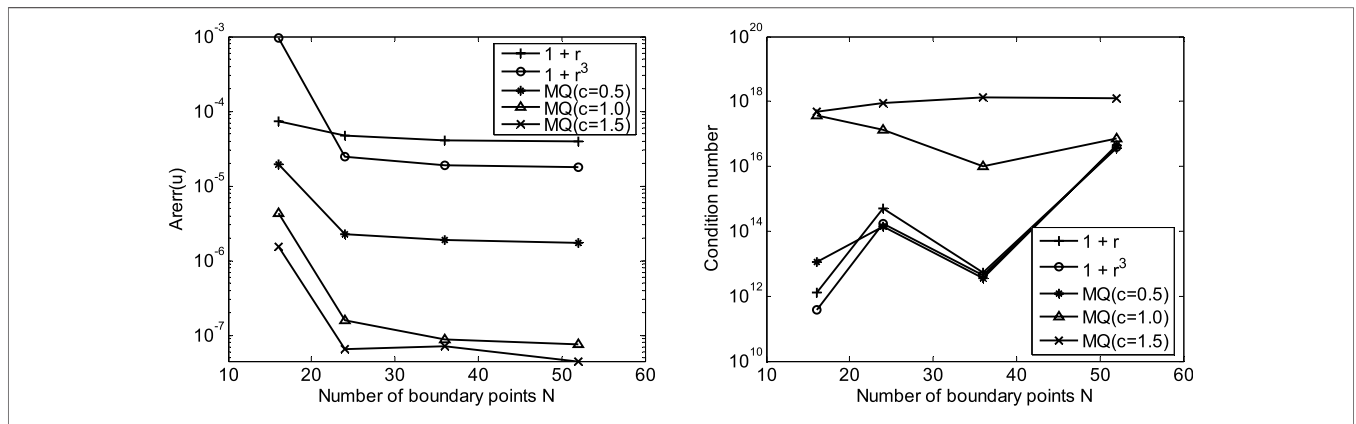 10^-3
10^-4
10^-5
10^-6
10^-7
Arerr(u)
1 + r
1 + r^3
MQ(c=0.5)
MQ(c=1.0)
MQ(c=1.5)
10 20 30 40 50 60
Number of boundary points N
10^20
10^18
10^16
10^14
10^12
10^10
Condition number
1 + r
1 + r^3
MQ(c=0.5)
MQ(c=1.0)
MQ(c=1.5)
10 20 30 40 50 60
Number of boundary points N